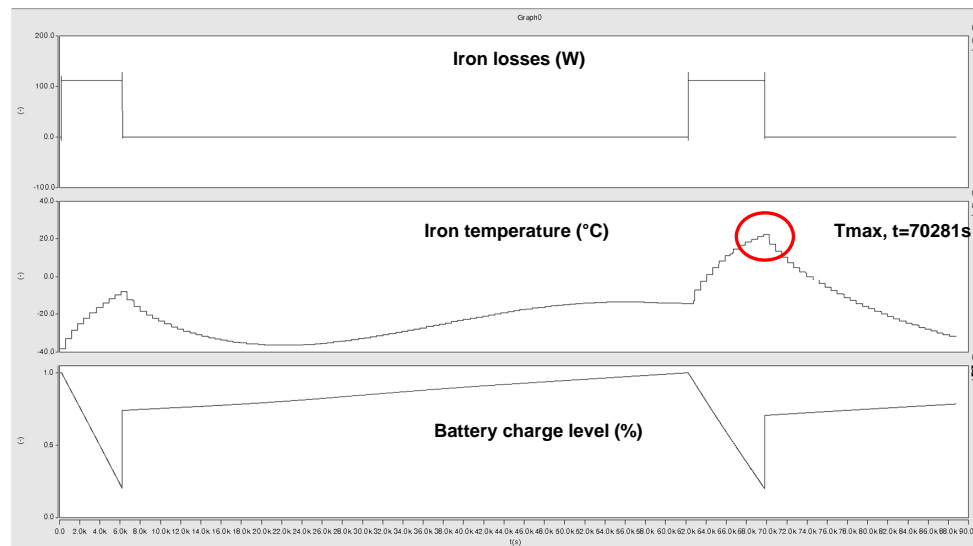 Graph0
200.0
Iron losses (W)
100.0
(-)
0.0
-100.0
40.0
Iron temperature (°C)
Tmax, t=70281s
20.0
(-)
0.0
-20.0
-40.0
1.0
(-)
0.5
Battery charge level (%)
0.0
0.0 2.0k 4.0k 6.0k 8.0k 10.0k 12.0k 14.0k 16.0k 18.0k 20.0k 22.0k 24.0k 26.0k 28.0k 30.0k 32.0k 34.0k 36.0k 38.0k 40.0k 42.0k 44.0k 46.0k 48.0k 50.0k 52.0k 54.0k 56.0k 58.0k 60.0k 62.0k 64.0k 66.0k 68.0k 70.0k 72.0k 74.0k 76.0k 78.0k 80.0k 82.0k 84.0k 86.0k 88.0k 90.0
t(s)